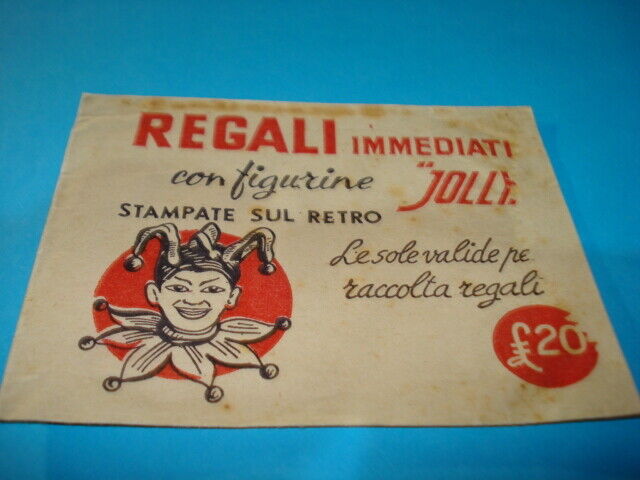 REGALI IMMEDIATI
con figurine "JOLLY
STAMPATE SUL RETRO
Le sole valide pe
raccolta regali
£20